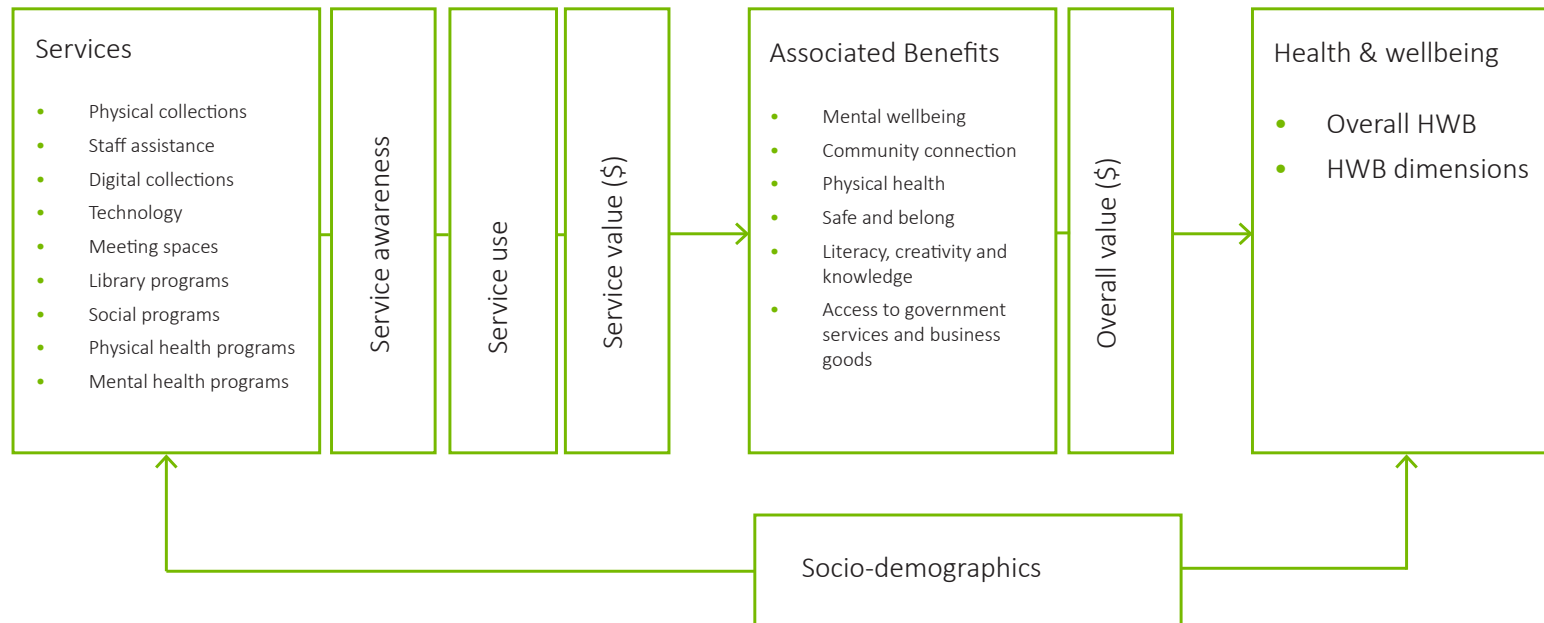 Services
• Physical collections
• Staff assistance
• Digital collections
• Technology
• Meeting spaces
• Library programs
• Social programs
• Physical health programs
• Mental health programs
Service awareness
Service use
Service value ($)
Associated Benefits
• Mental wellbeing
• Community connection
• Physical health
• Safe and belong
• Literacy, creativity and
knowledge
• Access to government
services and business
goods
Overall value ($)
Health & wellbeing
• Overall HWB
• HWB dimensions
Socio-demographics